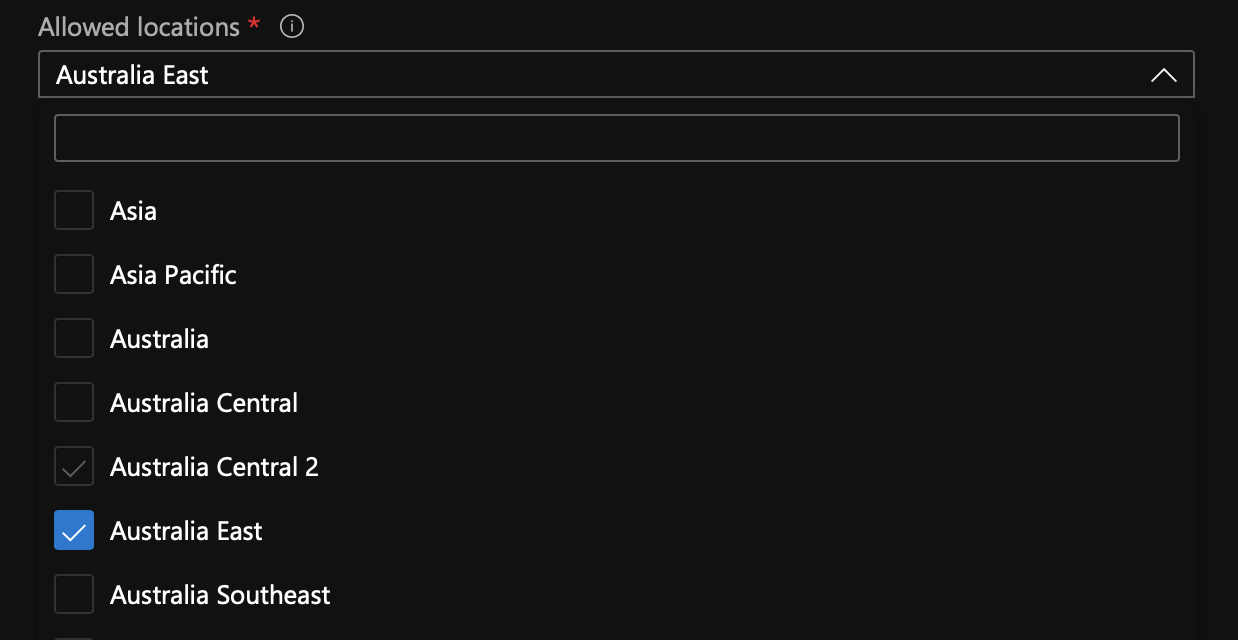 Allowed locations *
Australia East
Asia
Asia Pacific
Australia
Australia Central
Australia Central 2
Australia East
Australia Southeast